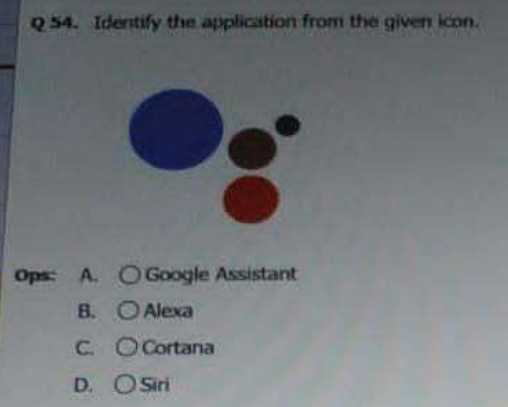 Q 54. Identify the application from the given icon.
Ops: A. Google Assistant
B. Alexa
C. Cortana
D. Siri